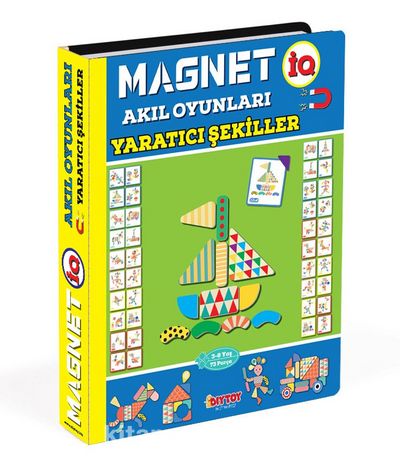 MAGNET
iQ
AKIL OYUNLARI
YARATICI ŞEKİLLER
3-8 Yaş
73 Parça
DIYTOY
MAGNET iQ
AKIL OYUNLARI
YARATICI ŞEKİLLER